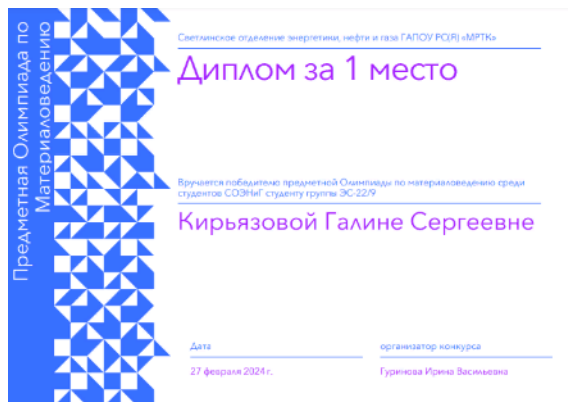 Предметная Олимпиада по
Материаловедению
Светлинское отделение энергетики, нефти и газа ГАПОУ РС(Я) «МРТК»
Диплом за 1 место
Вручается победителю предметной Олимпиады по материаловедению среди
студентов СОЭНиГ студенту группы ЭС-22/9
Кирьязовой Галине Сергеевне
Дата
организатор конкурса
27 февраля 2024 г.
Гуринова Ирина Васильевна